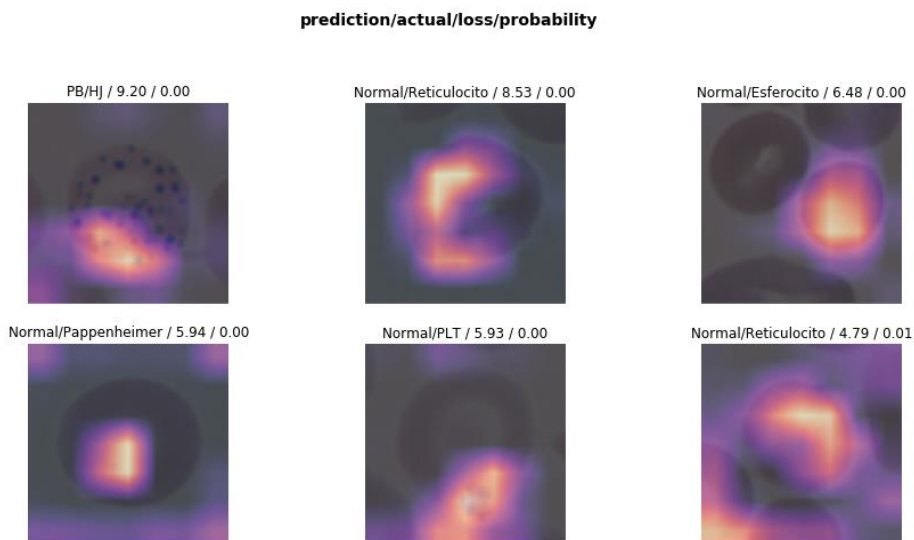 prediction/actual/loss/probability
PB/HJ / 9.20 / 0.00
Normal/Reticulocito / 8.53 / 0.00
Normal/Esferocito / 6.48 / 0.00
Normal/Pappenheimer / 5.94 / 0.00
Normal/PLT / 5.93 / 0.00
Normal/Reticulocito / 4.79 / 0.01